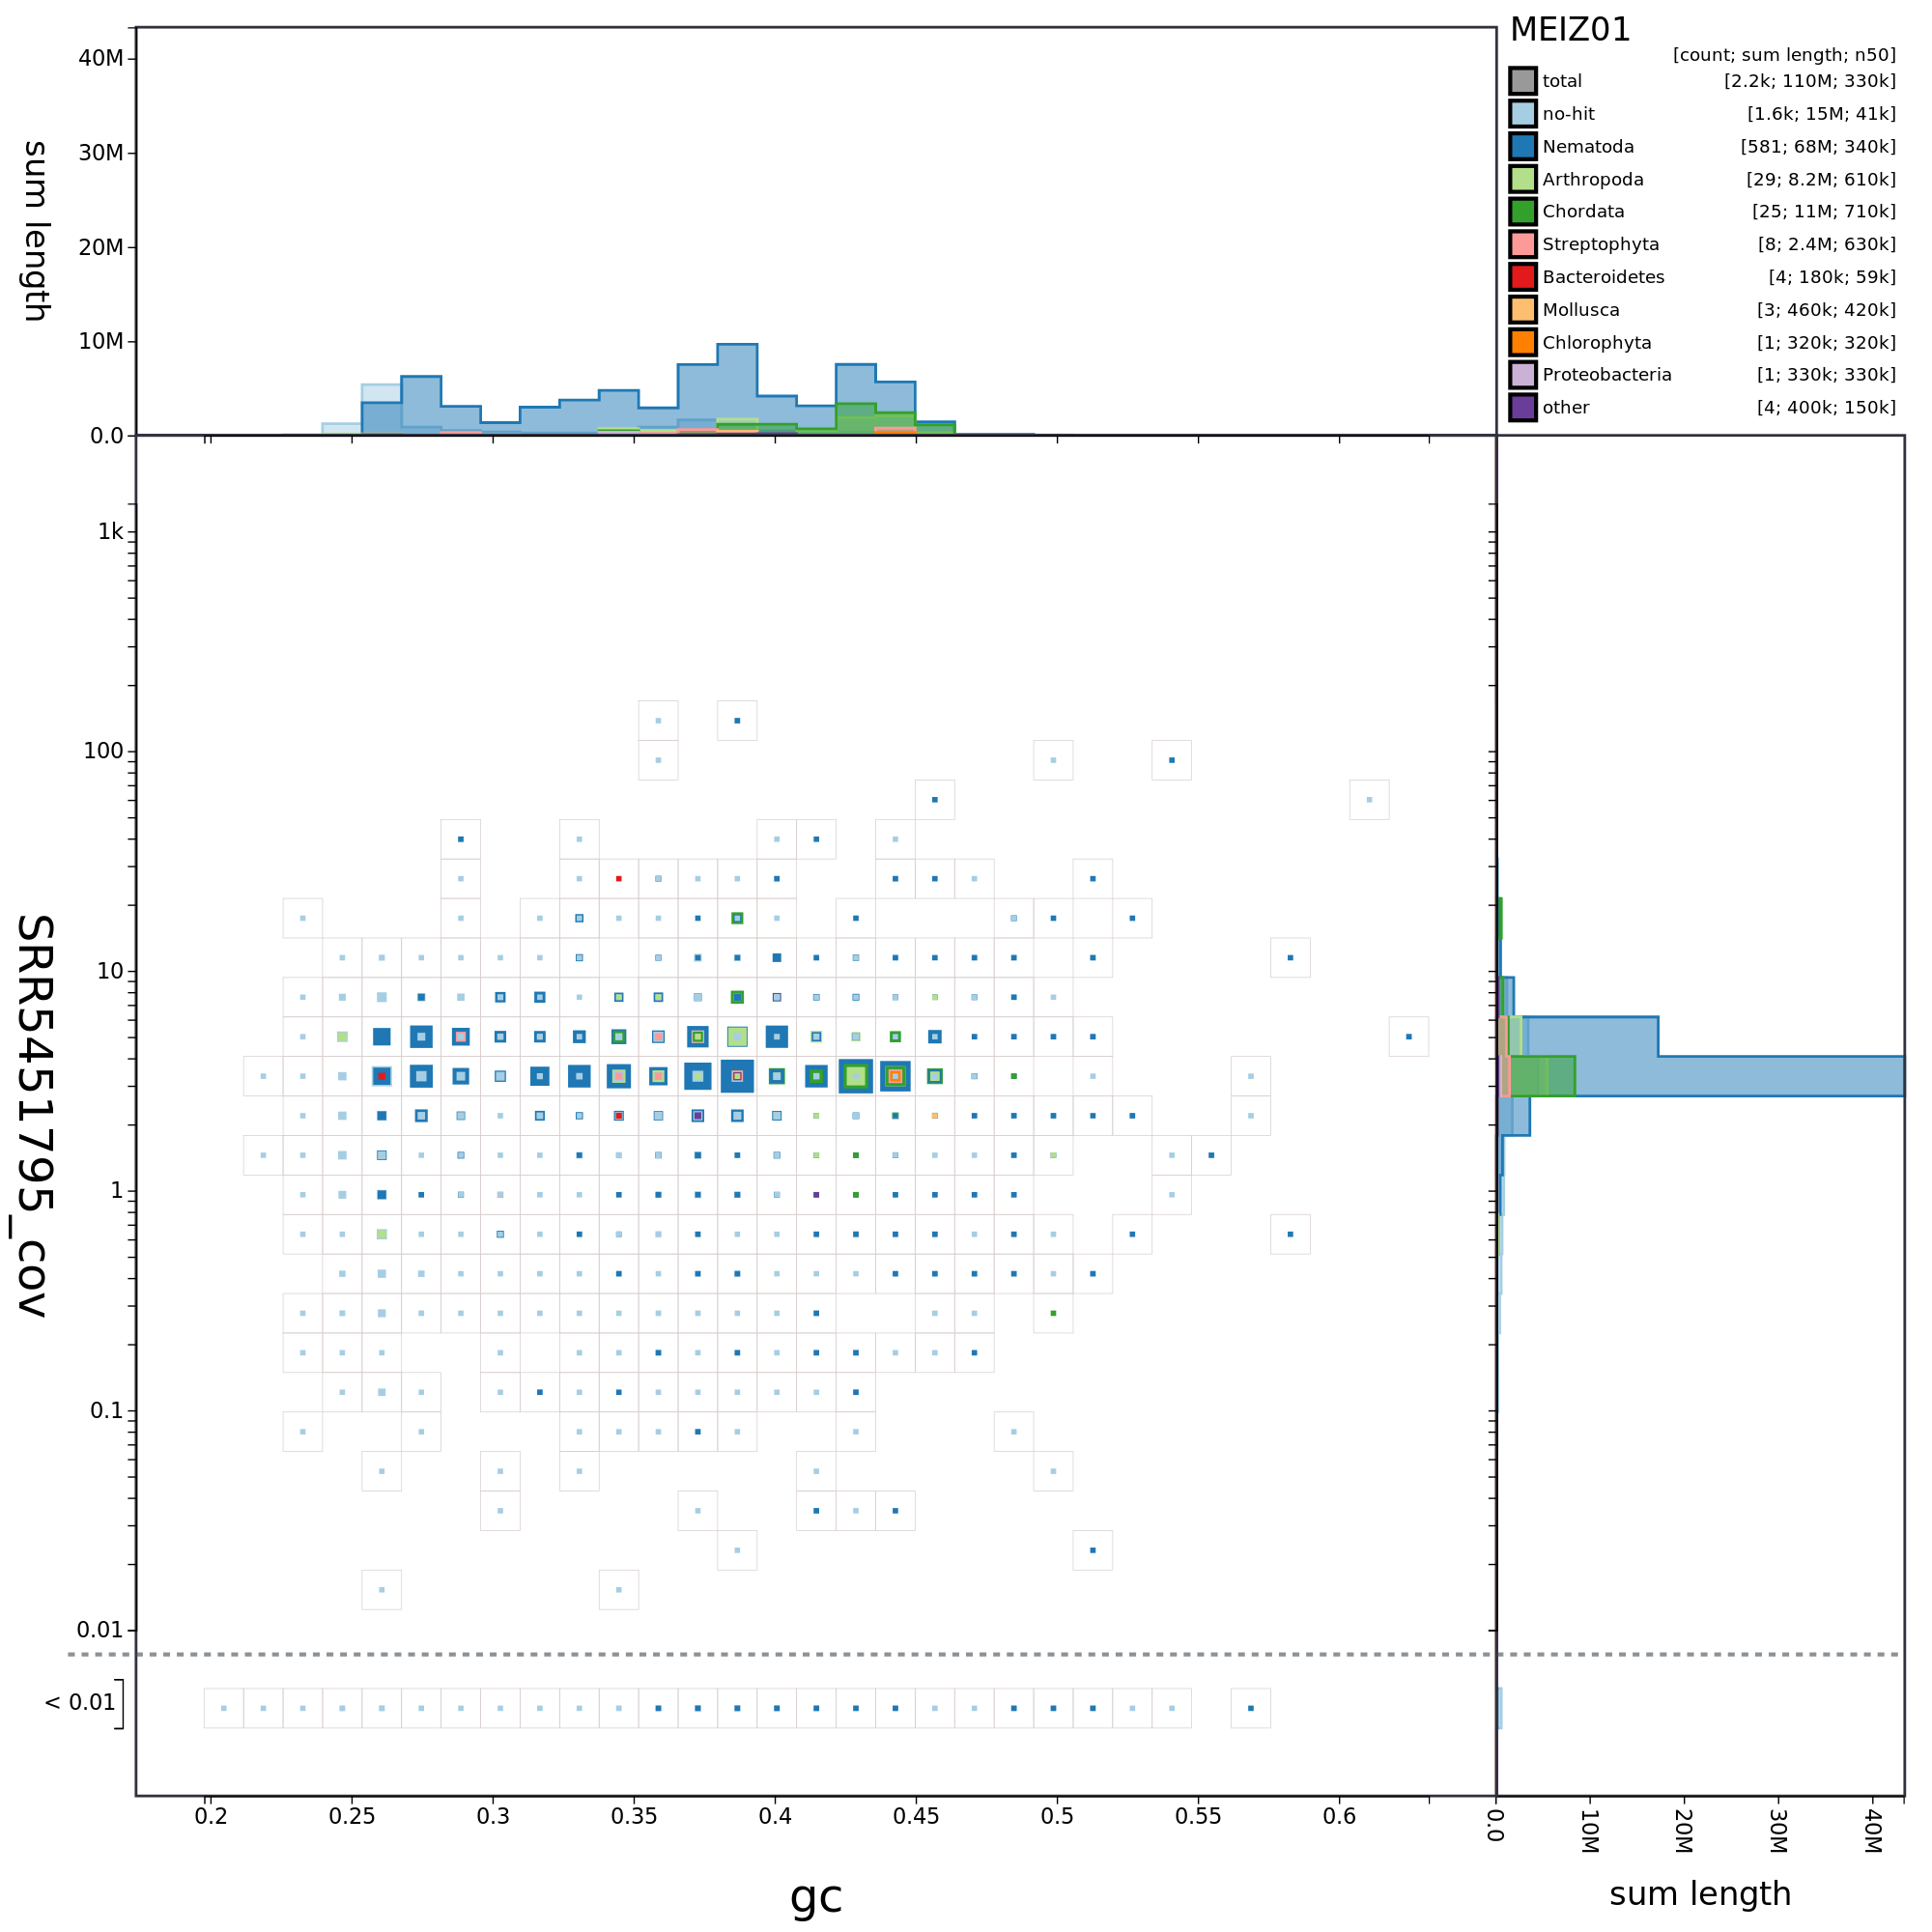 MEIZ01
[count; sum length; n50]
total [2.2k; 110M; 330k]
no-hit [1.6k; 15M; 41k]
Nematoda [581; 68M; 340k]
Arthropoda [29; 8.2M; 610k]
Chordata [25; 11M; 710k]
Streptophyta [8; 2.4M; 630k]
Bacteroidetes [4; 180k; 59k]
Mollusca [3; 460k; 420k]
Chlorophyta [1; 320k; 320k]
Proteobacteria [1; 330k; 330k]
other [4; 400k; 150k]
sum length
40M
30M
20M
10M
0.0
SRR5451795_cov
1k
100
10
1
0.1
0.01
< 0.01
0.2 0.25 0.3 0.35 0.4 0.45 0.5 0.55 0.6
gc
0.0 10M 20M 30M 40M
sum length